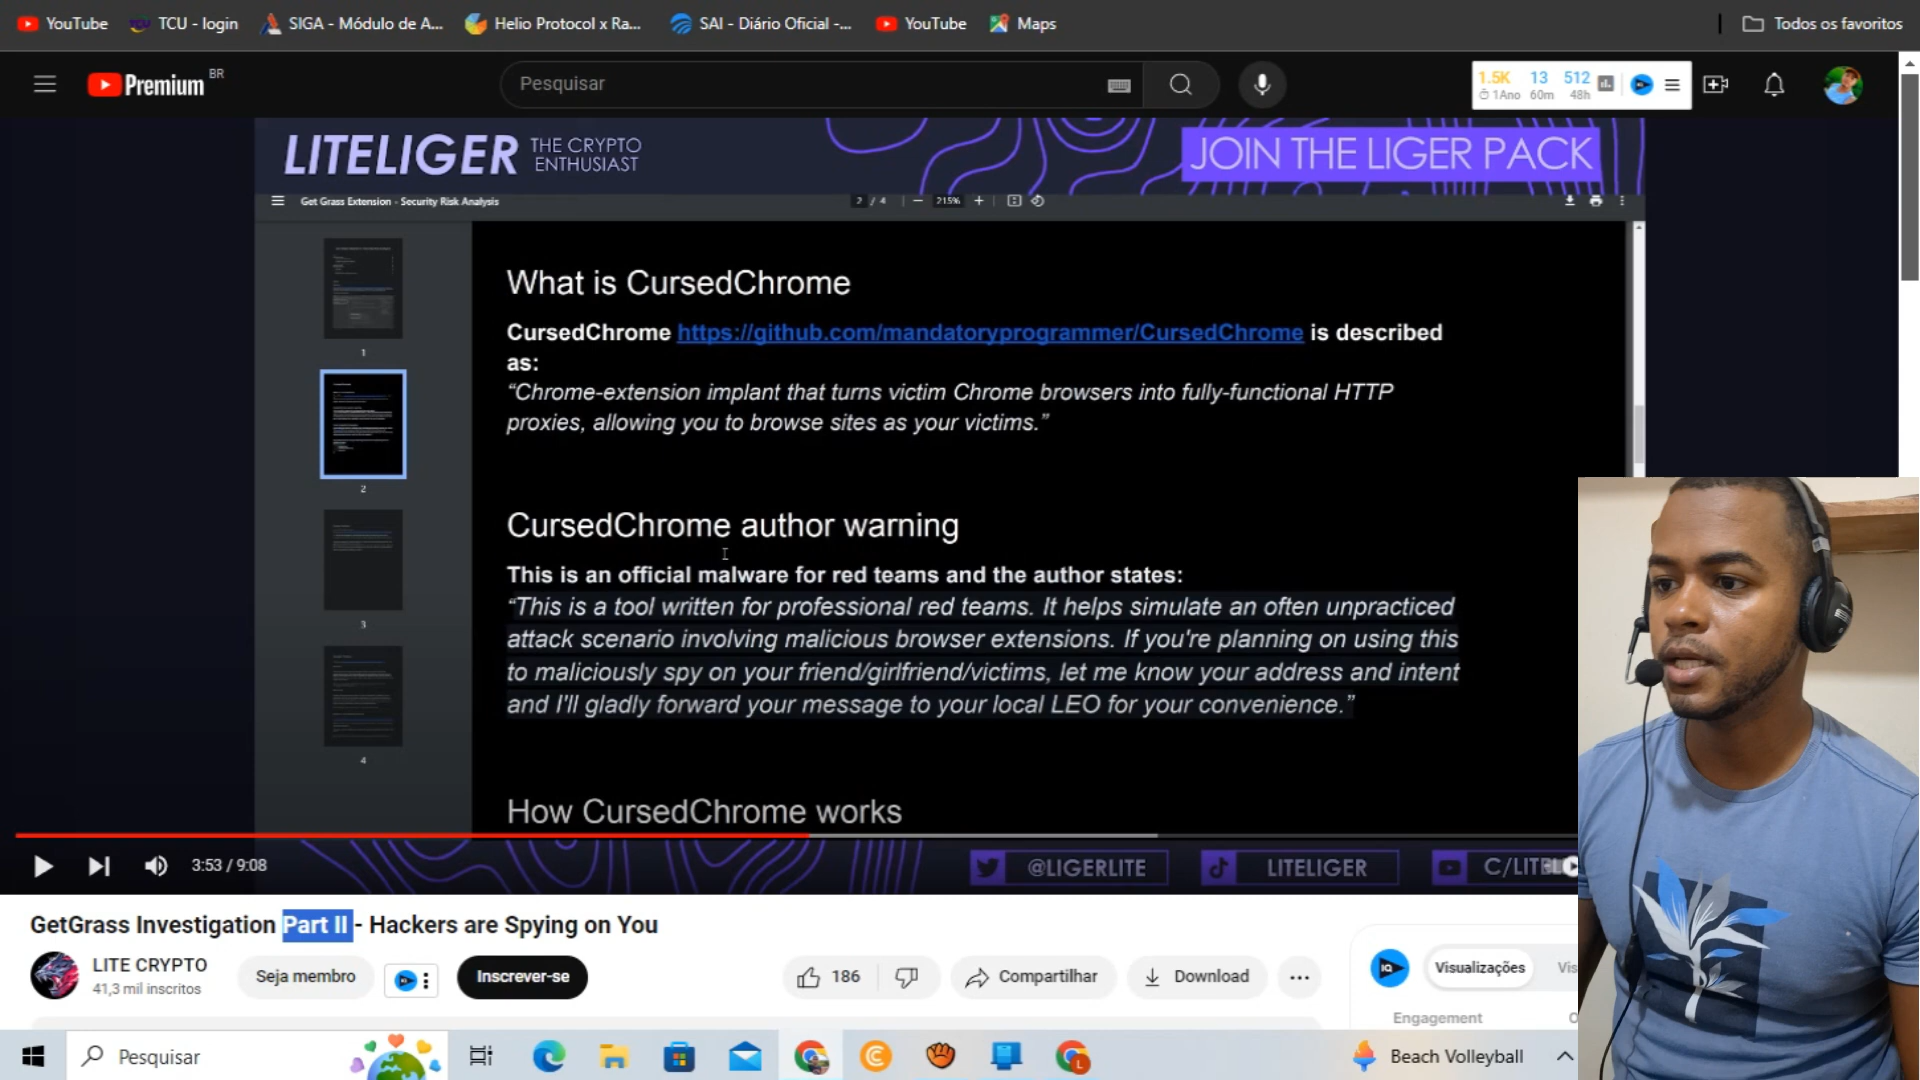 YouTube TCU - login SIGA - Módulo de A... Helio Protocol x Ra... SAI - Diário Oficial -... YouTube Maps Todos os favoritos
Premium BR Pesquisar 1.5K 13 512
1Ano 60m 48h
LITELIGER THE CRYPTO
ENTHUSIAST
JOIN THE LIGER PACK
Get Grass Extension - Security Risk Analysis 2 / 4 — 215% +
What is CursedChrome
CursedChrome https://github.com/mandatoryprogrammer/CursedChrome is described
as:
“Chrome-extension implant that turns victim Chrome browsers into fully-functional HTTP
proxies, allowing you to browse sites as your victims.”
1
2
3
4
CursedChrome author warning
This is an official malware for red teams and the author states:
“This is a tool written for professional red teams. It helps simulate an often unpracticed
attack scenario involving malicious browser extensions. If you're planning on using this
to maliciously spy on your friend/girlfriend/victims, let me know your address and intent
and I'll gladly forward your message to your local LEO for your convenience.”
How CursedChrome works
3:53 / 9:08 @LIGERLITE LITELIGER
GetGrass Investigation Part II - Hackers are Spying on You
LITE CRYPTO
41,3 mil inscritos
Seja membro Inscrever-se 186 Compartilhar Download ... IQ Visualizações
Engagement
Pesquisar Beach Volleyball